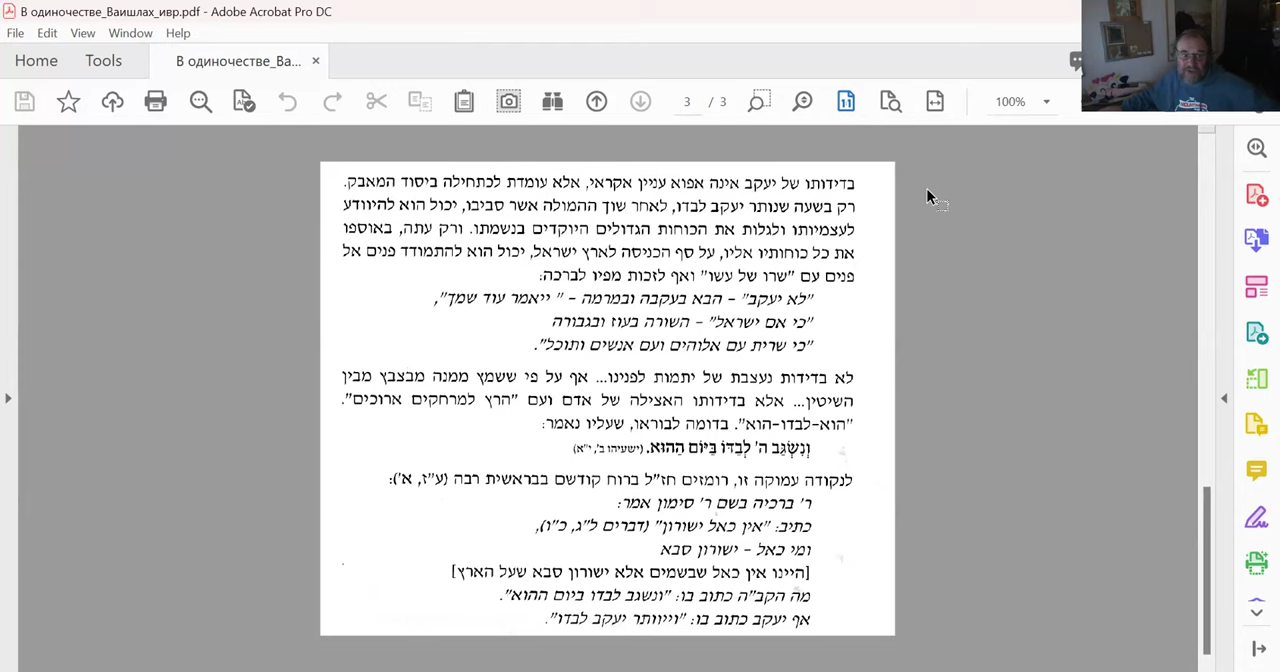 В одиночестве_Ваишлах_ивр.pdf - Adobe Acrobat Pro DC
File Edit View Window Help
Home Tools В одиночестве_Ва... ×
3 / 3 100%
בדידותו של יעקב אינה אפוא עניין אקראי, אלא עומדת לכתחילה ביסוד המאבק.
רק בשעה שנותר יעקב לבדו, לאחר שוך ההמולה אשר סביבו, יכול הוא להיוודע
לעצמיותו ולגלות את הכוחות הגדולים היוקדים בנשמתו. ורק עתה, באוספו
את כל כוחותיו אליו, על סף הכניסה לארץ ישראל, יכול הוא להתמודד פנים אל
פנים עם "שרו של עשו" ואף לזכות מפיו לברכה:
"לא יעקב" – הבא בעקבה ובמרמה – " ייאמר עוד שמך",
"כי אם ישראל" – השורה בעוז ובגבורה
"כי שרית עם אלוהים ועם אנשים ותוכל".
לא בדידות נעצבת של יתמות לפנינו... אף על פי ששמץ ממנה מבצבץ מבין
השיטין... אלא בדידותו האצילה של אדם ועם "הרץ למרחקים ארוכים".
"הוא-לבדו-הוא". בדומה לבוראו, שעליו נאמר:
וְנִשְׂגַּב ה' לְבַדּוֹ בַּיּוֹם הַהוּא. (ישעיהו ב', י"א)
לנקודה עמוקה זו, רומזים חז"ל ברוח קודשם בבראשית רבה (ע"ז, א'):
ר' ברכיה בשם ר' סימון אמר:
כתיב: "אין כאל ישורון" (דברים ל"ג, כ"ו),
ומי כאל – ישורון סבא
[היינו אין כאל שבשמים אלא ישורון סבא שעל הארץ]
מה הקב"ה כתוב בו: "ונשגב לבדו ביום ההוא".
אף יעקב כתוב בו: "וייוותר יעקב לבדו".